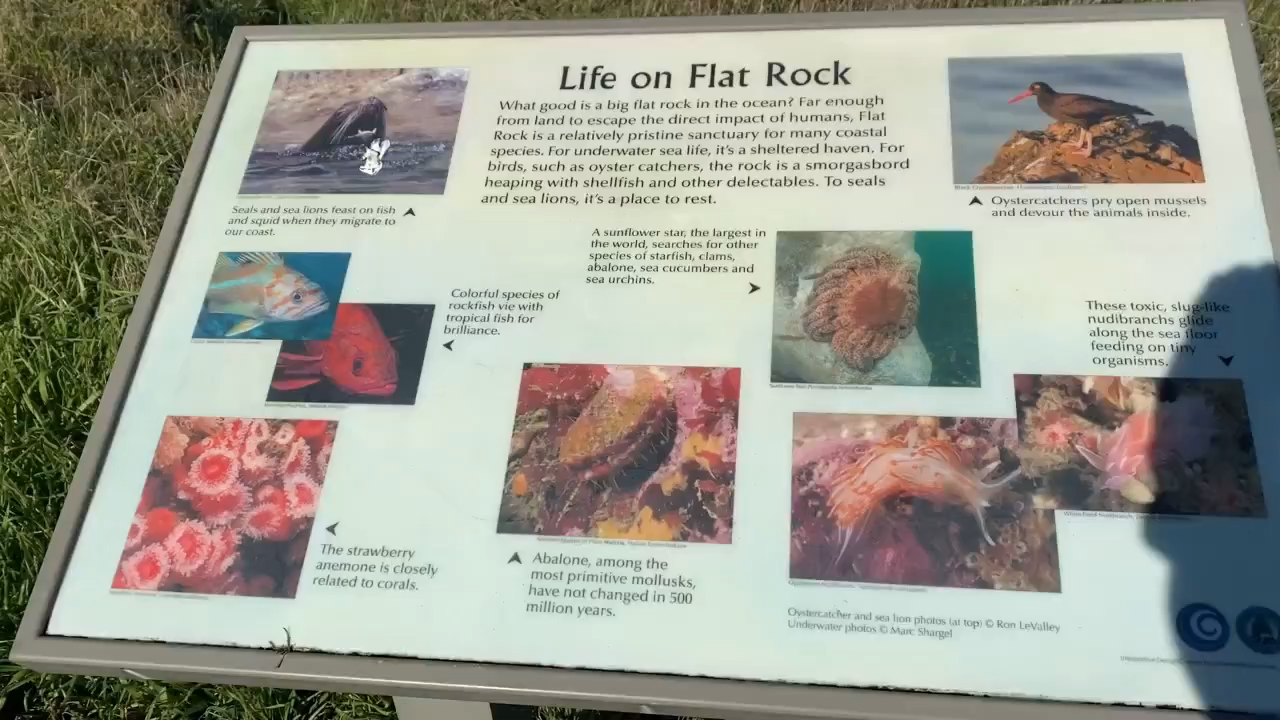 Life on Flat Rock
What good is a big flat rock in the ocean? Far enough
from land to escape the direct impact of humans, Flat
Rock is a relatively pristine sanctuary for many coastal
species. For underwater sea life, it's a sheltered haven. For
birds, such as oyster catchers, the rock is a smorgasbord
heaping with shellfish and other delectables. To seals
and sea lions, it's a place to rest.
Seals and sea lions feast on fish
and squid when they migrate to
our coast.
Oystercatchers pry open mussels
and devour the animals inside.
A sunflower star, the largest in
the world, searches for other
species of starfish, clams,
abalone, sea cucumbers and
sea urchins.
Colorful species of
rockfish vie with
tropical fish for
brilliance.
These toxic, slug-like
nudibranchs glide
along the sea floor
feeding on tiny
organisms.
The strawberry
anemone is closely
related to corals.
Abalone, among the
most primitive mollusks,
have not changed in 500
million years.
Oystercatcher and sea lion photos (at top) © Ron LeValley
Underwater photos © Marc Shargel